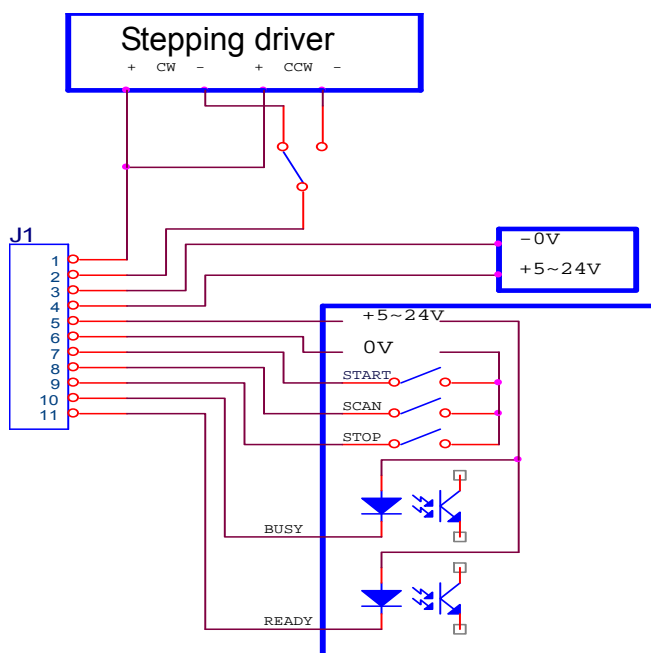 Stepping driver
+ CW - + CCW -
J1
1
2
3
4
5
6
7
8
9
10
11
-0V
+5~24V
+5~24V
0V
START
SCAN
STOP
BUSY
READY